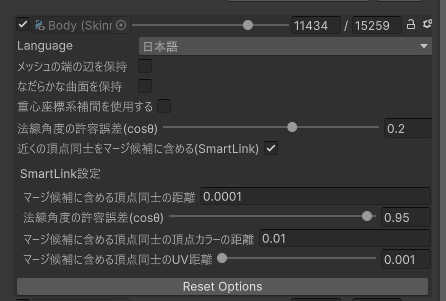 Body (Skinn
11434 / 15259
Language 日本語
メッシュの端の辺を保持
なだらかな曲面を保持
重心座標系補間を使用する
法線角度の許容誤差(cosθ) 0.2
近くの頂点同士をマージ候補に含める(SmartLink)
SmartLink設定
マージ候補に含める頂点同士の距離 0.0001
法線角度の許容誤差(cosθ) 0.95
マージ候補に含める頂点同士の頂点カラーの距離 0.01
マージ候補に含める頂点同士のUV距離 0.001
Reset Options